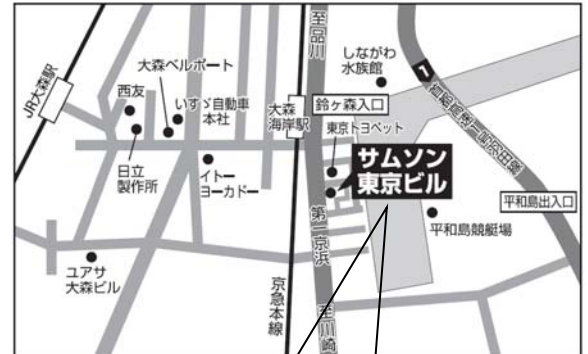 至品川
しながわ
水族館
1
首都高速1号羽田線
JR大森駅
大森ベルポート
西友
いすゞ自動車
本社
大森
海岸駅
鈴ヶ森入口
東京トヨペット
日立
製作所
イトー
ヨーカドー
サムソン
東京ビル
第一京浜
平和島出入口
平和島競艇場
ユアサ
大森ビル
京急本線
至川崎